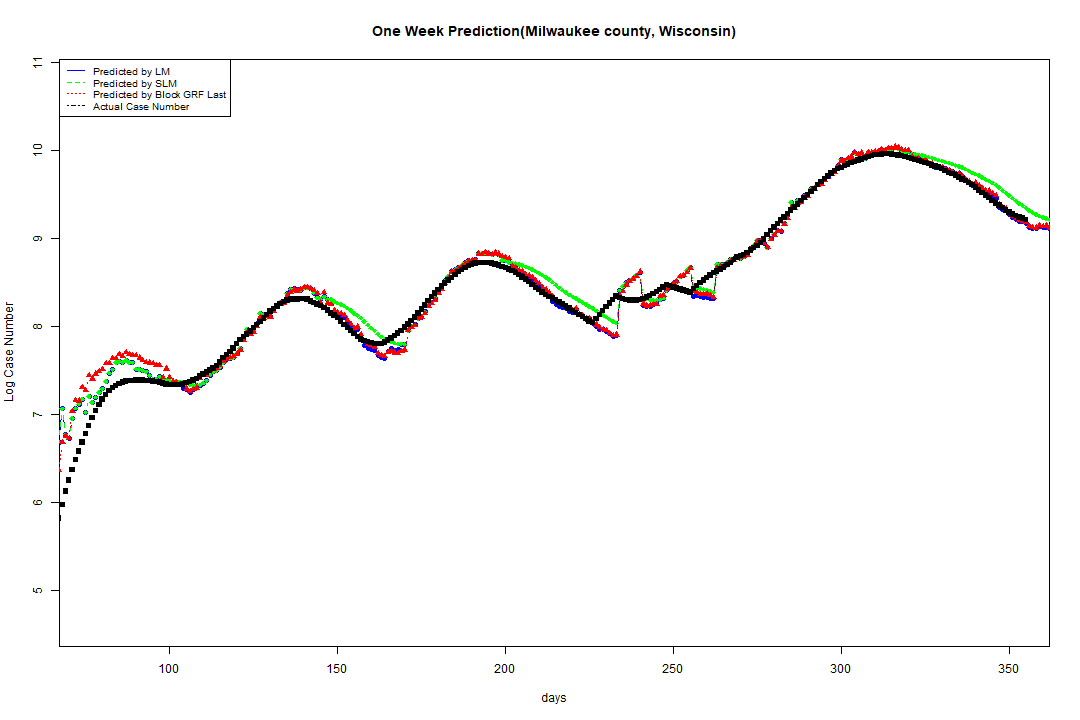 One Week Prediction(Milwaukee county, Wisconsin)
Predicted by LM
Predicted by SLM
Predicted by Block GRF Last
Actual Case Number
11
10
9
8
7
6
5
Log Case Number
100
150
200
250
300
350
days